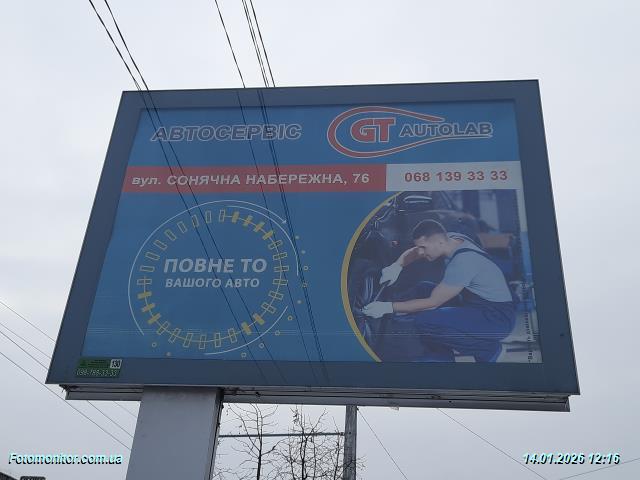 АВТОСЕРВІС
GT AUTOLAB
вул. СОНЯЧНА НАБЕРЕЖНА, 76
068 139 33 33
ПОВНЕ ТО
ВАШОГО АВТО
Fotomonitor.com.ua
14.01.2026 12:16